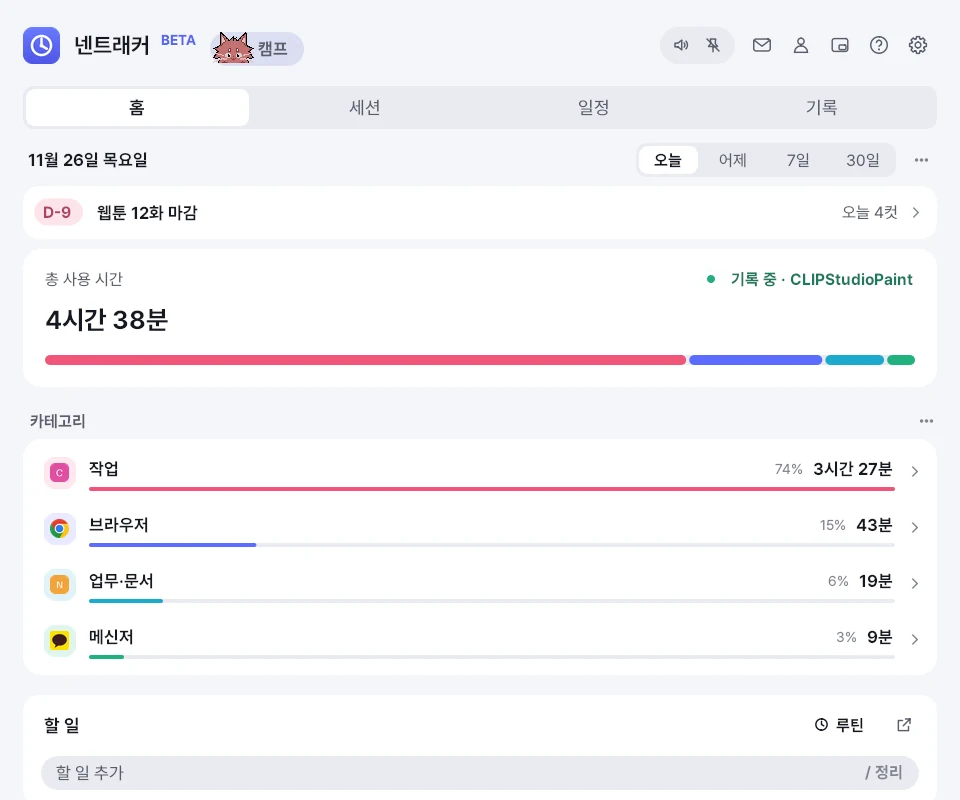 넨트래커 BETA 캠프
홈 세션 일정 기록
11월 26일 목요일 오늘 어제 7일 30일
D-9 웹툰 12화 마감 오늘 4컷
총 사용 시간 기록 중 · CLIPStudioPaint
4시간 38분
카테고리
C 작업 74% 3시간 27분
브라우저 15% 43분
N 업무·문서 6% 19분
메신저 3% 9분
할 일 루틴
할 일 추가 / 정리